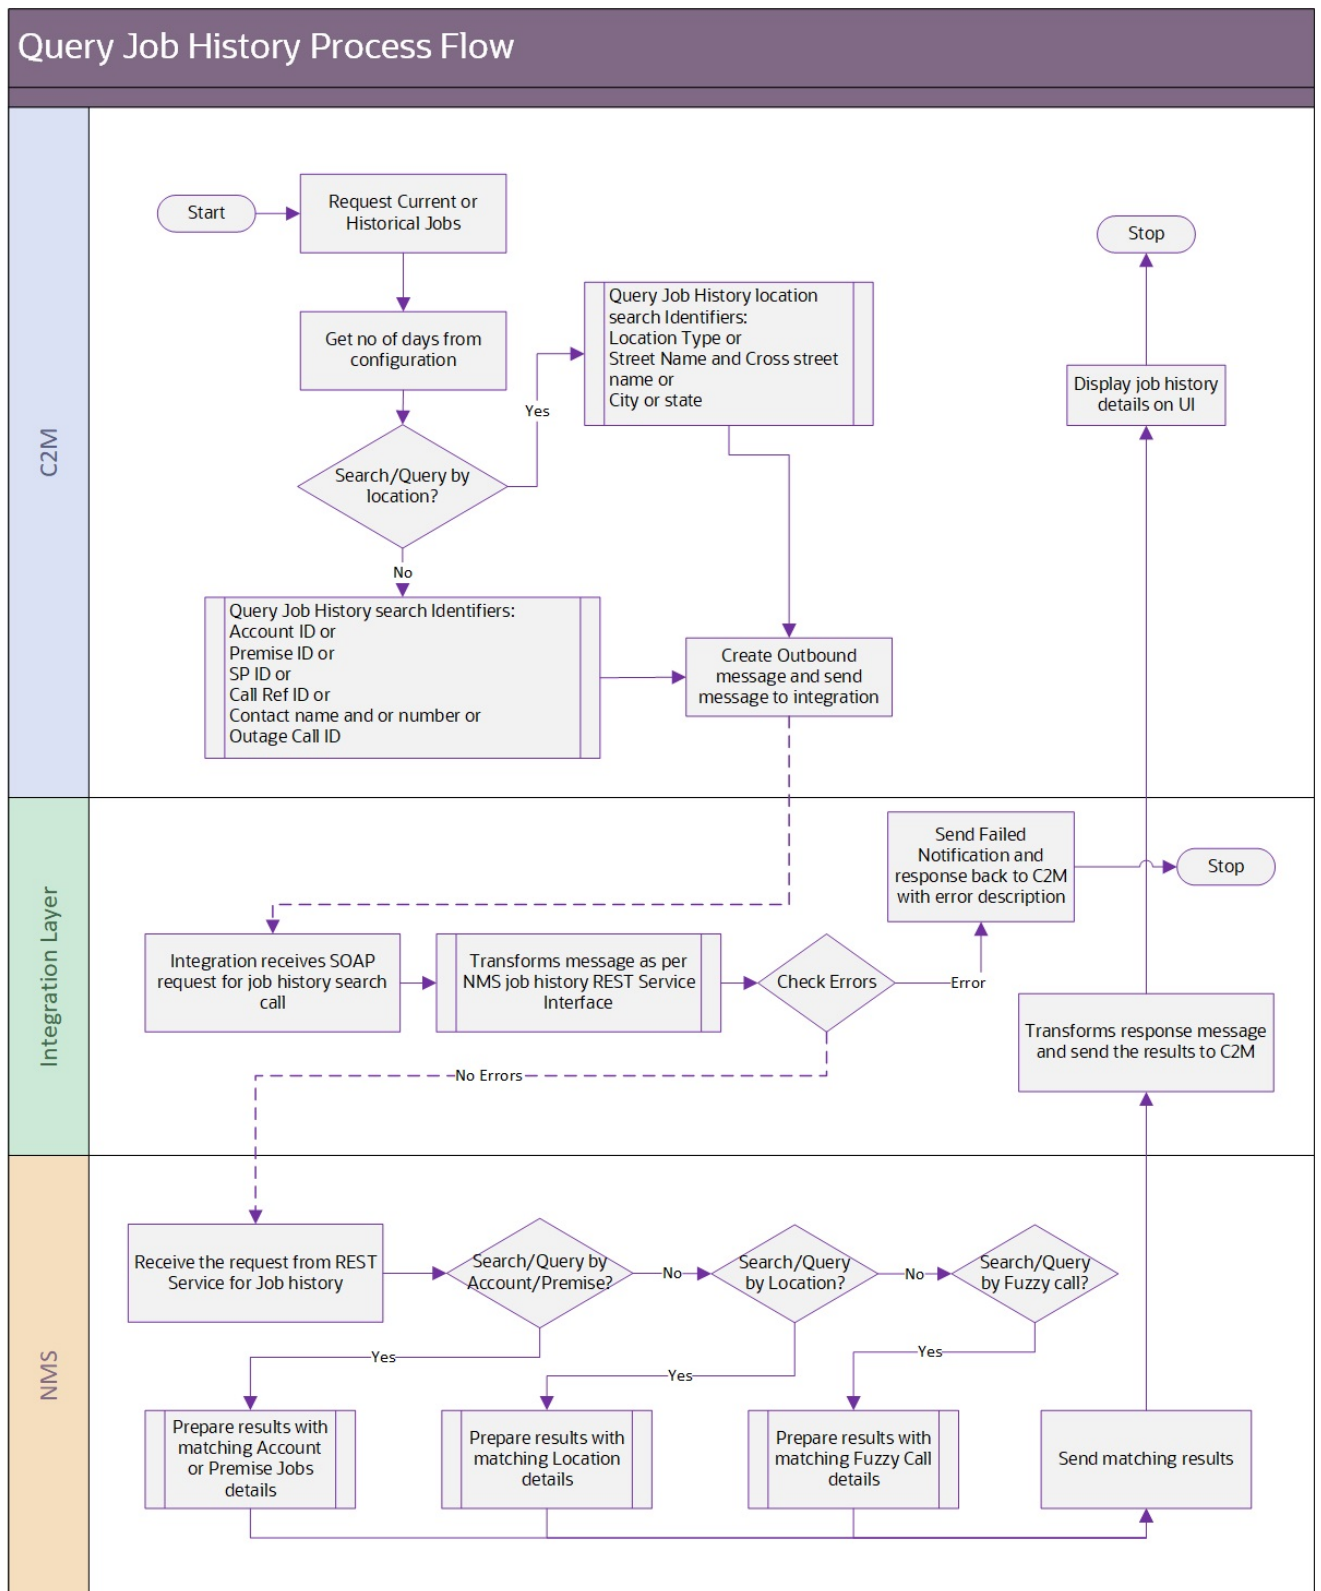 Query Job History Process Flow
C2M
Start
Request Current or
Historical Jobs
Get no of days from
configuration
Search/Query by
location?
Yes
No
Query Job History location
search Identifiers:
Location Type or
Street Name and Cross street
name or
City or state
Query Job History search Identifiers:
Account ID or
Premise ID or
SP ID or
Call Ref ID or
Contact name and or number or
Outage Call ID
Create Outbound
message and send
message to integration
Stop
Display job history
details on UI
Integration Layer
Integration receives SOAP
request for job history search
call
Transforms message as per
NMS job history REST Service
Interface
Check Errors
Error
No Errors
Send Failed
Notification and
response back to C2M
with error description
Stop
Transforms response message
and send the results to C2M
NMS
Receive the request from REST
Service for Job history
Search/Query by
Account/Premise?
No
Search/Query
by Location?
No
Search/Query
by Fuzzy call?
Yes
Yes
Yes
Prepare results with
matching Account
or Premise Jobs
details
Prepare results with
matching Location
details
Prepare results with
matching Fuzzy Call
details
Send matching results